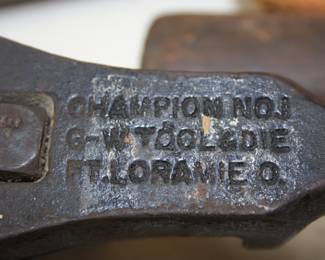 CHAMPION NO.1
G-W TOOL & DIE
FT. LORAMIE O.